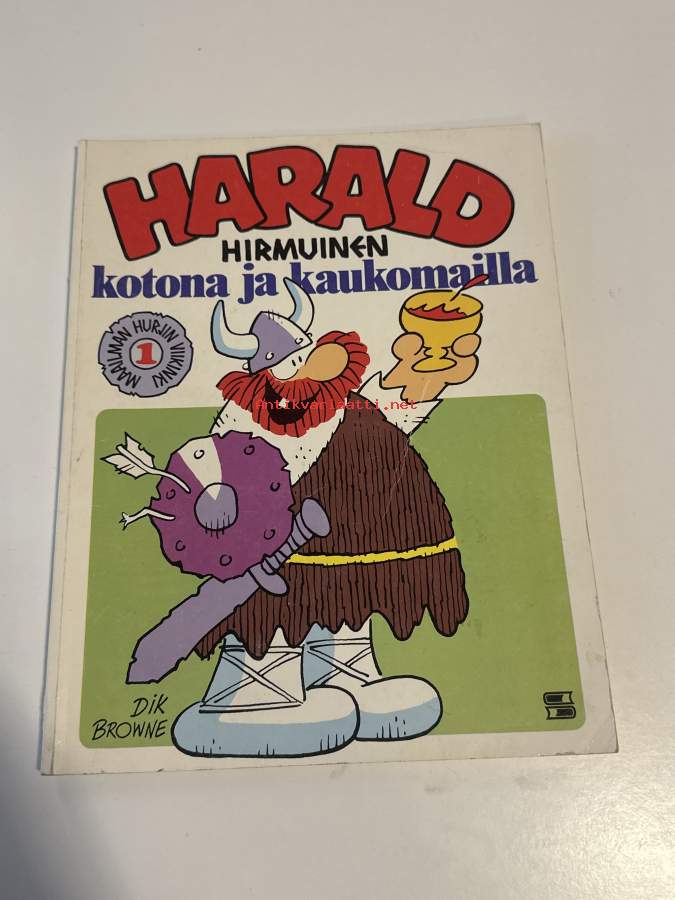 HARALD
HIRMUINEN
kotona ja kaukomailla
MAAILMAN HURJIN VIIKINKI
1
Antikvariaatti.net
DIK
BROWNE